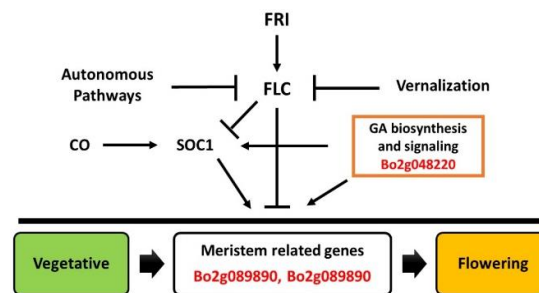 FRI
Autonomous
Pathways
FLC
Vernalization
CO
SOC1
GA biosynthesis
and signaling
Bo2g048220
Vegetative
Meristem related genes
Bo2g089890, Bo2g089890
Flowering